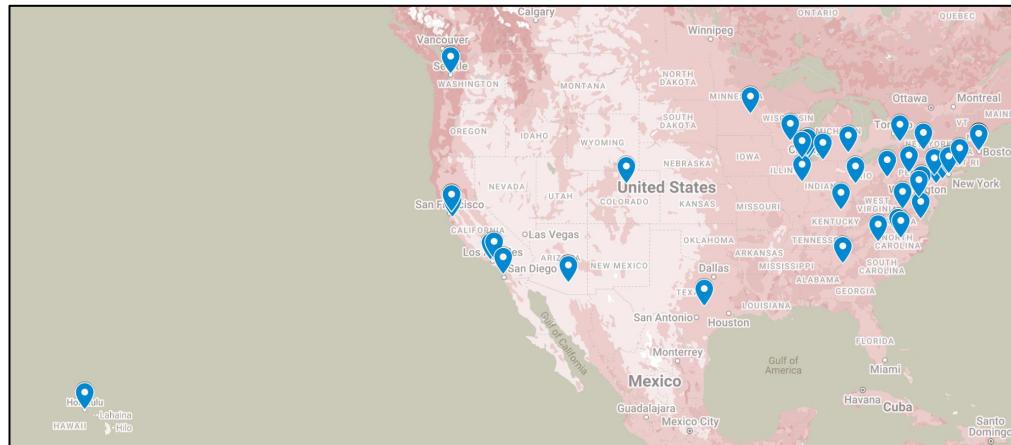 Calgary
ONTARIO
QUEBEC
Vancouver
Winnipeg
Seattle
WASHINGTON
NORTH
DAKOTA
MONTANA
MINNESOTA
Ottawa
Montreal
MAINE
VT
OREGON
IDAHO
SOUTH
DAKOTA
WISCONSIN
MICHIGAN
Toronto
NEW YORK
Boston
RI
WYOMING
IOWA
NEBRASKA
ILLINOIS
INDIANA
OHIO
New York
NEVADA
UTAH
COLORADO
United States
KANSAS
MISSOURI
WEST
VIRGINIA
Washington
San Francisco
CALIFORNIA
KENTUCKY
Las Vegas
Los Angeles
San Diego
ARIZONA
NEW MEXICO
OKLAHOMA
ARKANSAS
TENNESSEE
NORTH
CAROLINA
SOUTH
CAROLINA
MISSISSIPPI
ALABAMA
GEORGIA
Dallas
TEXAS
LOUISIANA
San Antonio
Houston
FLORIDA
Gulf of California
Monterrey
Gulf of
America
Miami
Mexico
Havana
Cuba
Guadalajara
Mexico City
Santo
Domingo
Honolulu
Lahaina
Hilo
HAWAII